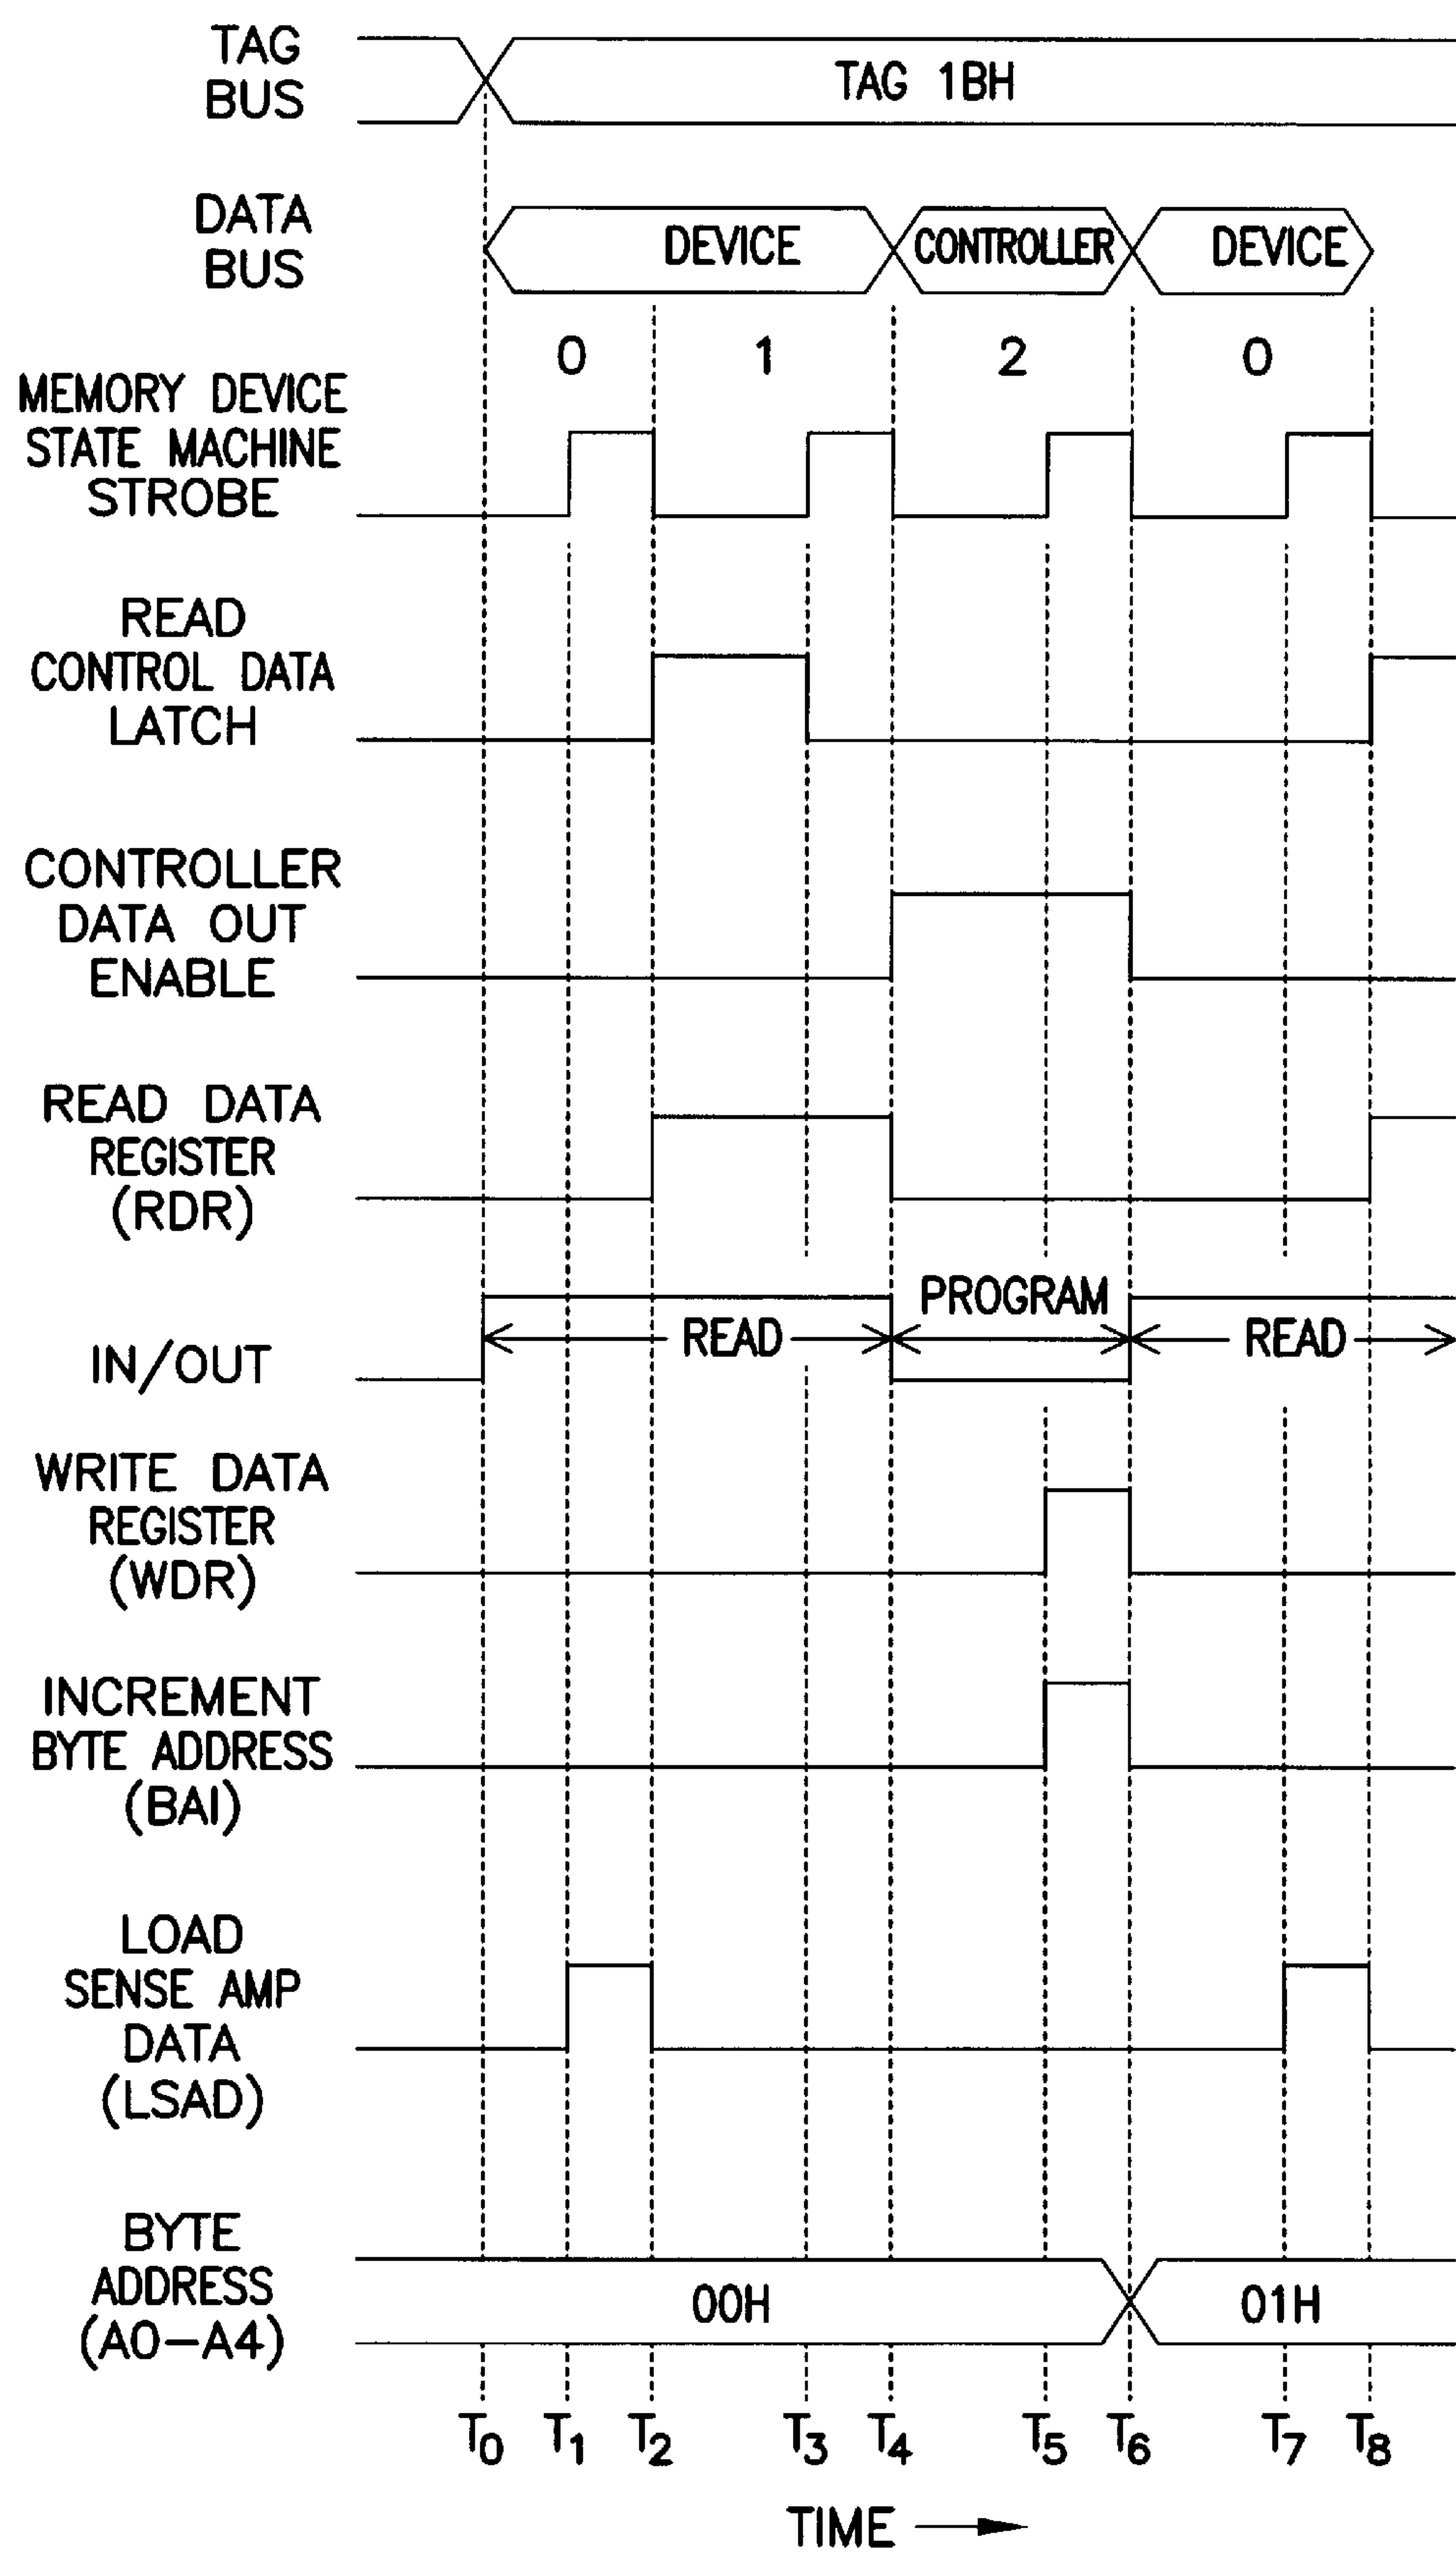 TAG
BUS
TAG 1BH
DATA
BUS
DEVICE
CONTROLLER
DEVICE
0
1
2
0
MEMORY DEVICE
STATE MACHINE
STROBE
READ
CONTROL DATA
LATCH
CONTROLLER
DATA OUT
ENABLE
READ DATA
REGISTER
(RDR)
PROGRAM
READ
READ
IN/OUT
WRITE DATA
REGISTER
(WDR)
INCREMENT
BYTE ADDRESS
(BAI)
LOAD
SENSE AMP
DATA
(LSAD)
BYTE
ADDRESS
(A0-A4)
00H
01H
T0 T1 T2 T3 T4 T5 T6 T7 T8
TIME